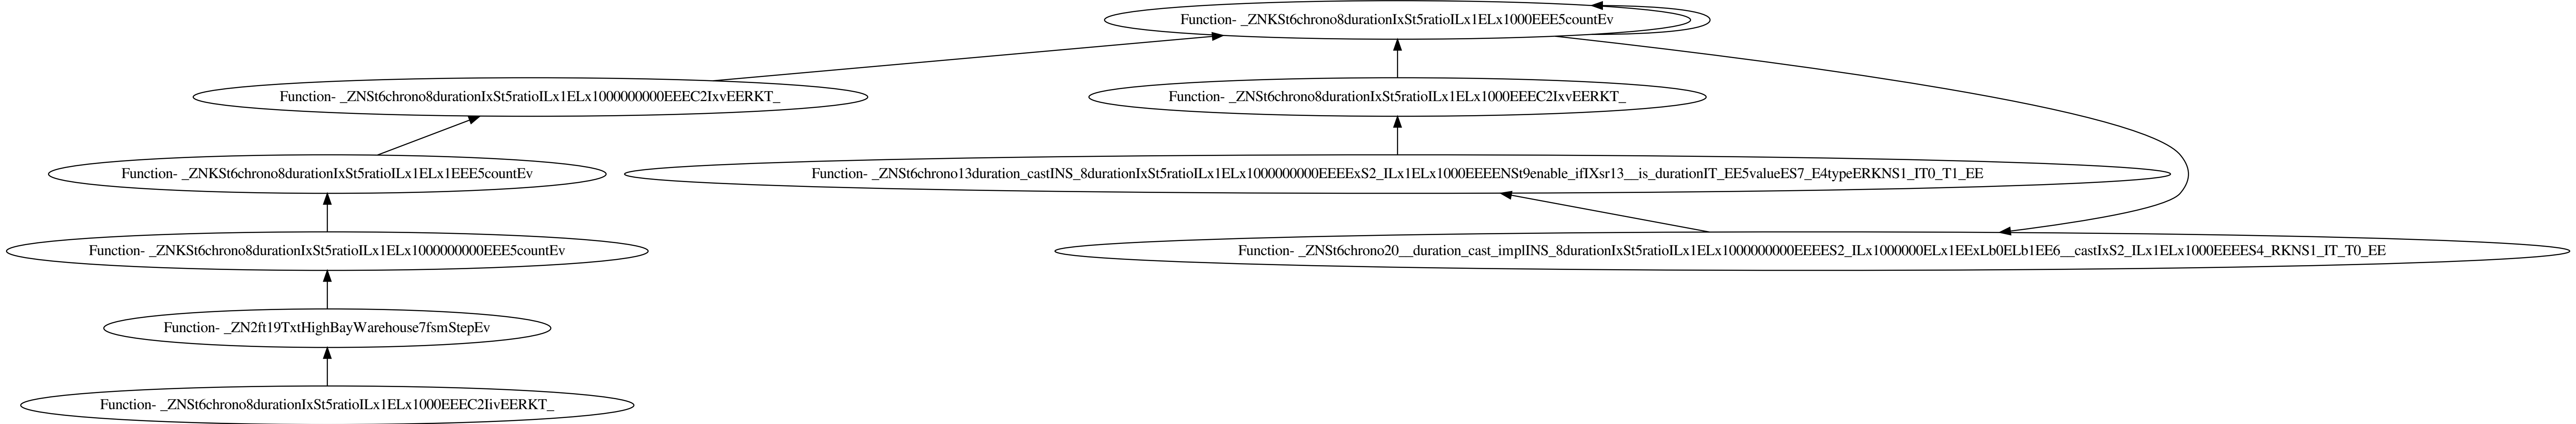 Function- _ZNKSt6chrono8durationIxSt5ratioILx1ELx1000EEE5countEv
Function- _ZNSt6chrono8durationIxSt5ratioILx1ELx1000000000EEEC2IxvEERKT_
Function- _ZNSt6chrono8durationIxSt5ratioILx1ELx1000EEEC2IxvEERKT_
Function- _ZNKSt6chrono8durationIxSt5ratioILx1ELx1EEE5countEv
Function- _ZNSt6chrono13duration_castINS_8durationIxSt5ratioILx1ELx1000000000EEEExS2_ILx1ELx1000EEEENSt9enable_ifIXsr13__is_durationIT_EE5valueES7_E4typeERKNS1_IT0_T1_EE
Function- _ZNKSt6chrono8durationIxSt5ratioILx1ELx1000000000EEE5countEv
Function- _ZNSt6chrono20__duration_cast_implINS_8durationIxSt5ratioILx1ELx1000000000EEEES2_ILx1000000ELx1EExLb0ELb1EE6__castIxS2_ILx1ELx1000EEEES4_RKNS1_IT_T0_EE
Function- _ZN2ft19TxtHighBayWarehouse7fsmStepEv
Function- _ZNSt6chrono8durationIxSt5ratioILx1ELx1000EEEC2IivEERKT_